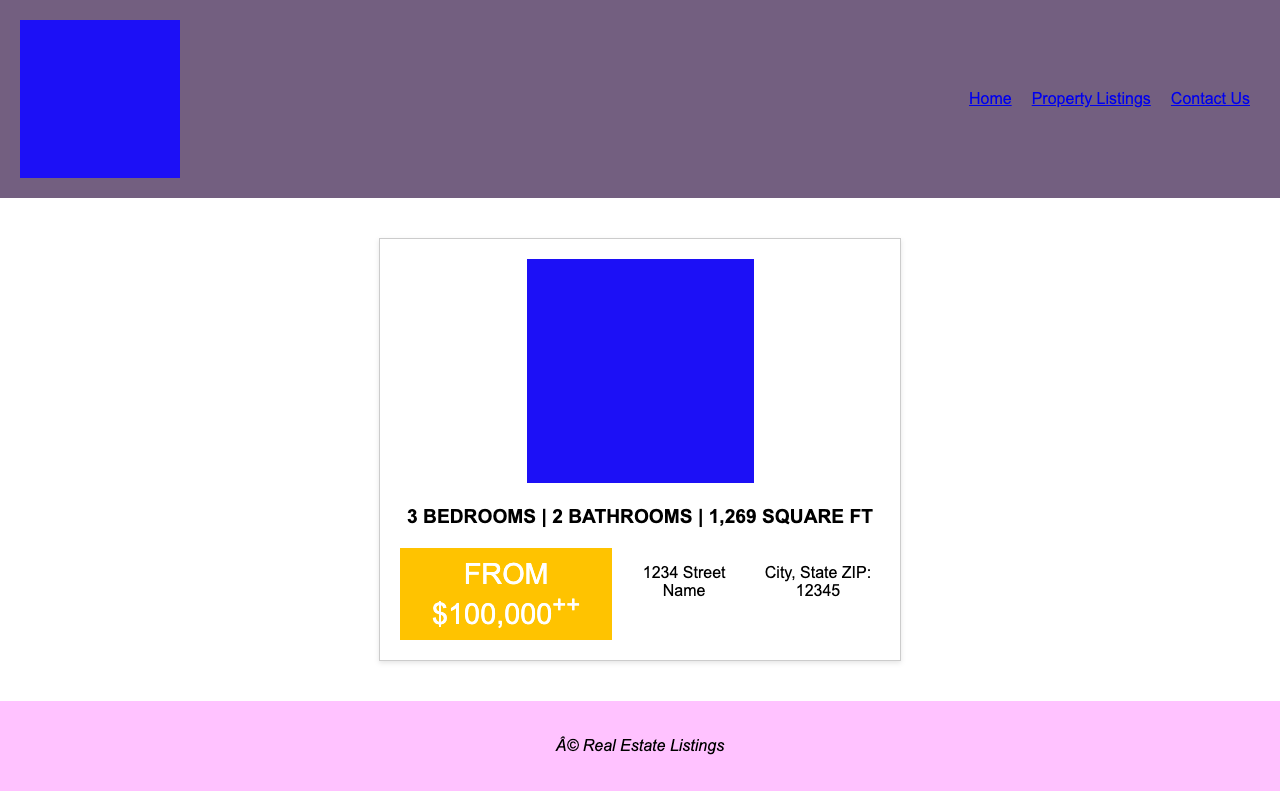 Home Property Listings Contact Us
3 BEDROOMS | 2 BATHROOMS | 1,269 SQUARE FT
FROM
$100,000++
1234 Street
Name
City, State ZIP:
12345
Â© Real Estate Listings